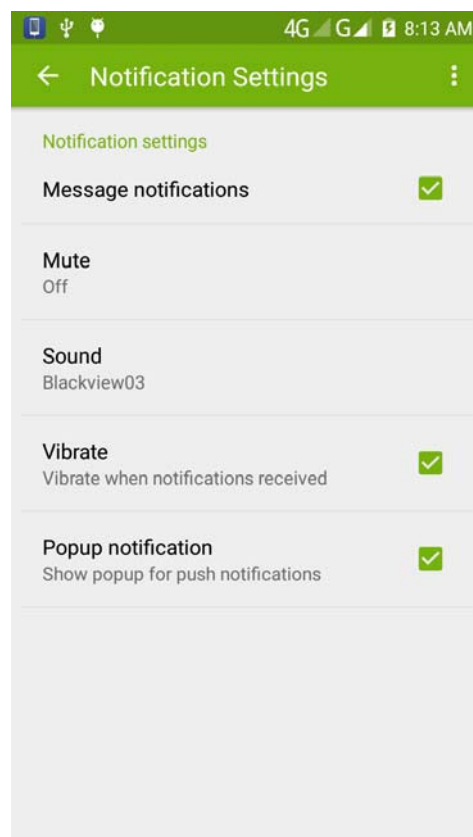 4G G 8:13 AM
Notification Settings
Notification settings
Message notifications
Mute
Off
Sound
Blackview03
Vibrate
Vibrate when notifications received
Popup notification
Show popup for push notifications